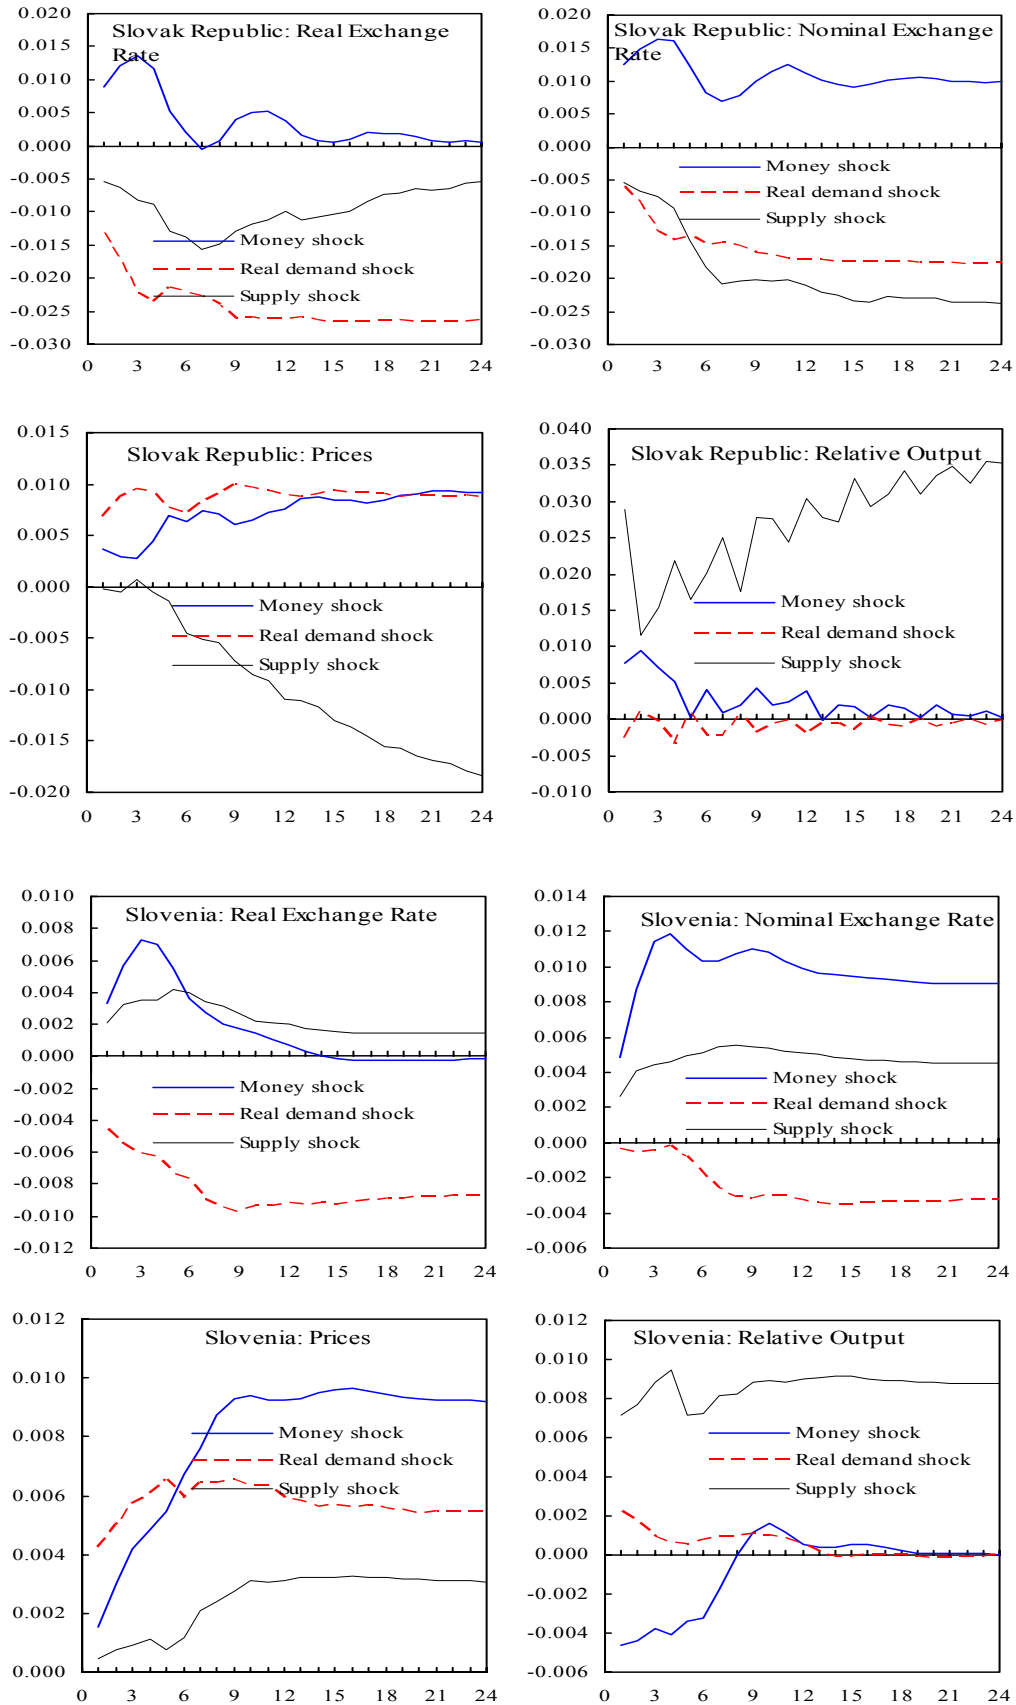 Slovak Republic: Real Exchange
Rate
0.020
0.015
0.010
0.005
0.000
-0.005
-0.010
-0.015
-0.020
-0.025
-0.030
Money shock
Real demand shock
Supply shock
0 3 6 9 12 15 18 21 24
Slovak Republic: Nominal Exchange
Rate
0.020
0.015
0.010
0.005
0.000
-0.005
-0.010
-0.015
-0.020
-0.025
-0.030
Money shock
Real demand shock
Supply shock
0 3 6 9 12 15 18 21 24
Slovak Republic: Prices
0.015
0.010
0.005
0.000
-0.005
-0.010
-0.015
-0.020
Money shock
Real demand shock
Supply shock
0 3 6 9 12 15 18 21 24
Slovak Republic: Relative Output
0.040
0.035
0.030
0.025
0.020
0.015
0.010
0.005
0.000
-0.005
-0.010
Money shock
Real demand shock
Supply shock
0 3 6 9 12 15 18 21 24
Slovenia: Real Exchange Rate
0.010
0.008
0.006
0.004
0.002
0.000
-0.002
-0.004
-0.006
-0.008
-0.010
-0.012
Money shock
Real demand shock
Supply shock
0 3 6 9 12 15 18 21 24
Slovenia: Nominal Exchange Rate
0.014
0.012
0.010
0.008
0.006
0.004
0.002
0.000
-0.002
-0.004
-0.006
Money shock
Real demand shock
Supply shock
0 3 6 9 12 15 18 21 24
Slovenia: Prices
0.012
0.010
0.008
0.006
0.004
0.002
0.000
Money shock
Real demand shock
Supply shock
0 3 6 9 12 15 18 21 24
Slovenia: Relative Output
0.012
0.010
0.008
0.006
0.004
0.002
0.000
-0.002
-0.004
-0.006
Money shock
Real demand shock
Supply shock
0 3 6 9 12 15 18 21 24